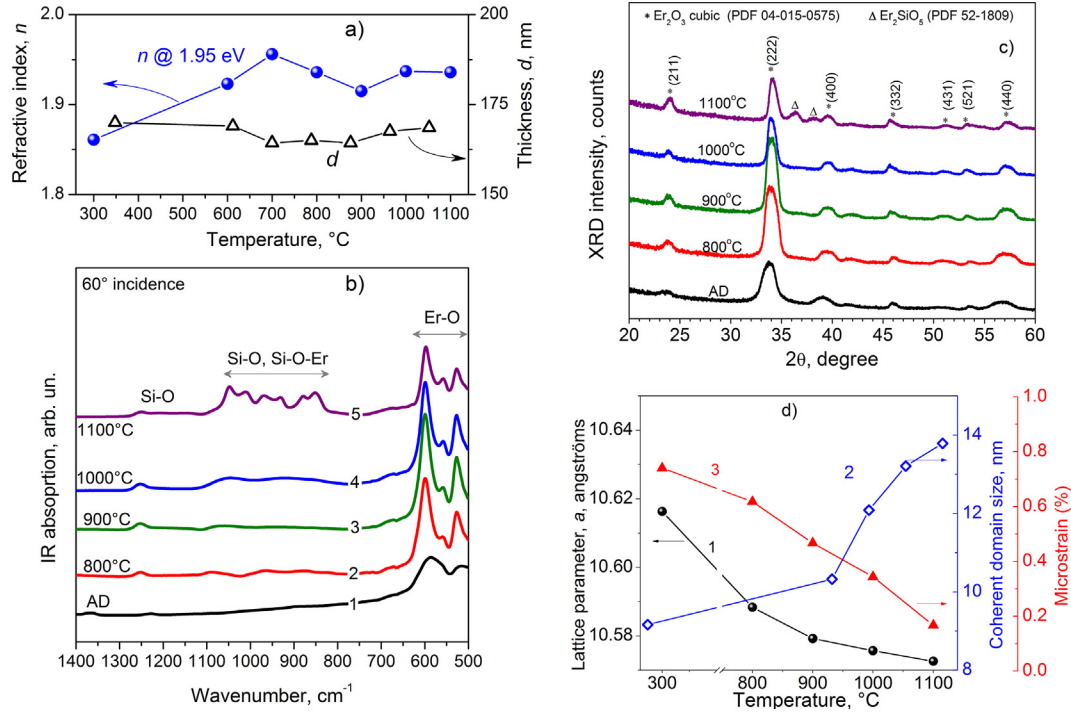 a)
n @ 1.95 eV
d
Refractive index, n
2.0
1.9
1.8
Thickness, d, nm
200
175
150
300 400 500 600 700 800 900 1000 1100
Temperature, °C
b)
60° incidence
Er-O
Si-O, Si-O-Er
Si-O
5
1100°C
1000°C
4
900°C
3
800°C
2
AD
1
IR absoprtion, arb. un.
1400 1300 1200 1100 1000 900 800 700 600 500
Wavenumber, cm⁻¹
* Er₂O₃ cubic (PDF 04-015-0575) Δ Er₂SiO₅ (PDF 52-1809)
c)
*(211)
*(222)
Δ
Δ
*(400)
*(332)
*(431)
*(521)
*(440)
1100°C
1000°C
900°C
800°C
AD
XRD intensity, counts
20 25 30 35 40 45 50 55 60
2θ, degree
d)
3
2
1
Lattice parameter, a, angströms
10.64
10.62
10.60
10.58
Coherent domain size, nm
14
12
10
8
Microstrain (%)
1.0
0.8
0.6
0.4
0.2
0.0
300 800 900 1000 1100
Temperature, °C